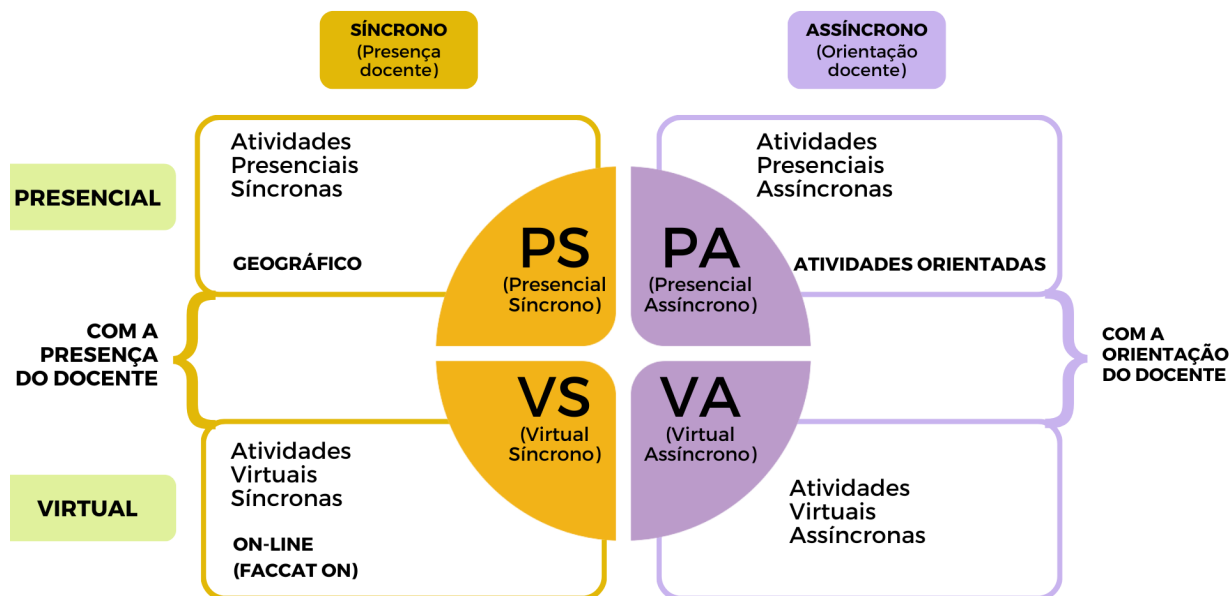 SÍNCRONO
(Presença
docente)
ASSÍNCRONO
(Orientação
docente)
PRESENCIAL
Atividades
Presenciais
Síncronas
GEOGRÁFICO
PS
(Presencial
Síncrono)
PA
(Presencial
Assíncrono)
Atividades
Presenciais
Assíncronas
ATIVIDADES ORIENTADAS
COM A
PRESENÇA
DO DOCENTE
COM A
ORIENTAÇÃO
DO DOCENTE
VIRTUAL
Atividades
Virtuais
Síncronas
ON-LINE
(FACCAT ON)
VS
(Virtual
Síncrono)
VA
(Virtual
Assíncrono)
Atividades
Virtuais
Assíncronas